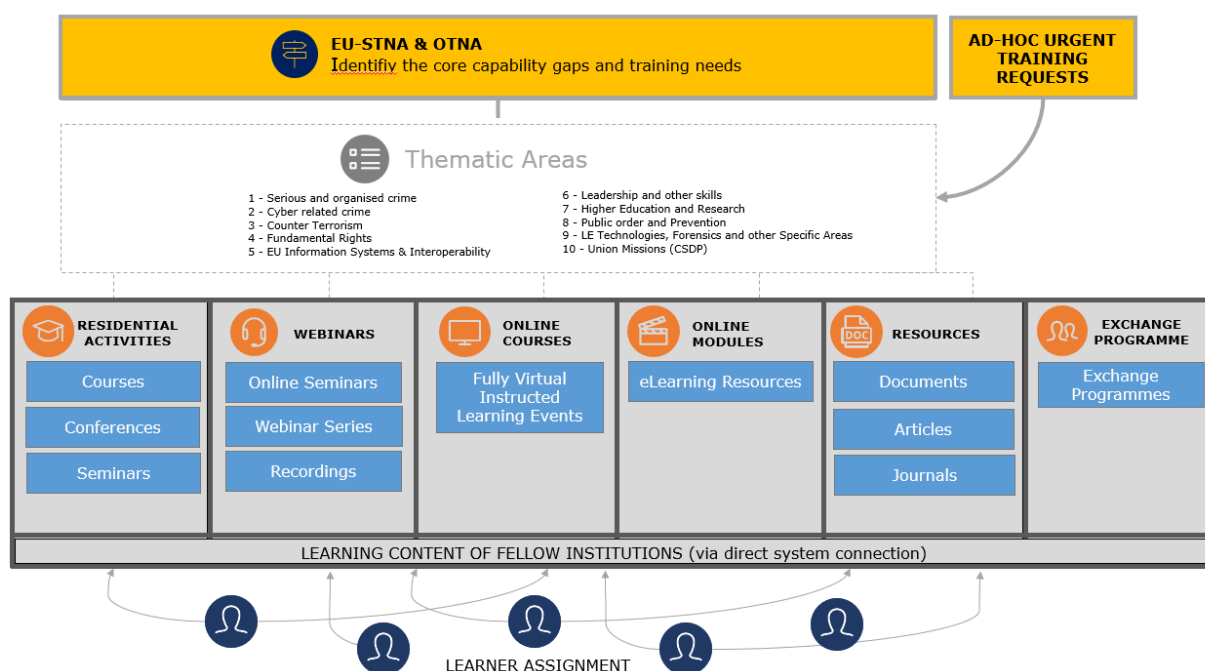 EU-STNA & OTNA
Identifiy the core capability gaps and training needs
AD-HOC URGENT
TRAINING
REQUESTS
Thematic Areas
1 - Serious and organised crime
2 - Cyber related crime
3 - Counter Terrorism
4 - Fundamental Rights
5 - EU Information Systems & Interoperability
6 - Leadership and other skills
7 - Higher Education and Research
8 - Public order and Prevention
9 - LE Technologies, Forensics and other Specific Areas
10 - Union Missions (CSDP)
RESIDENTIAL
ACTIVITIES
Courses
Conferences
Seminars
WEBINARS
Online Seminars
Webinar Series
Recordings
ONLINE
COURSES
Fully Virtual
Instructed
Learning Events
ONLINE
MODULES
eLearning Resources
DOC
RESOURCES
Documents
Articles
Journals
EXCHANGE
PROGRAMME
Exchange
Programmes
LEARNING CONTENT OF FELLOW INSTITUTIONS (via direct system connection)
LEARNER ASSIGNMENT